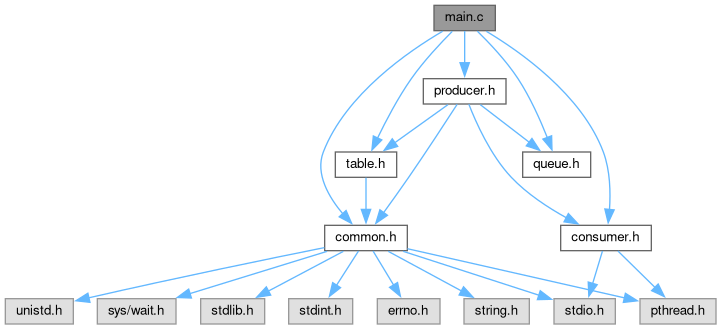 main.c
producer.h
table.h
queue.h
common.h
consumer.h
unistd.h
sys/wait.h
stdlib.h
stdint.h
errno.h
string.h
stdio.h
pthread.h